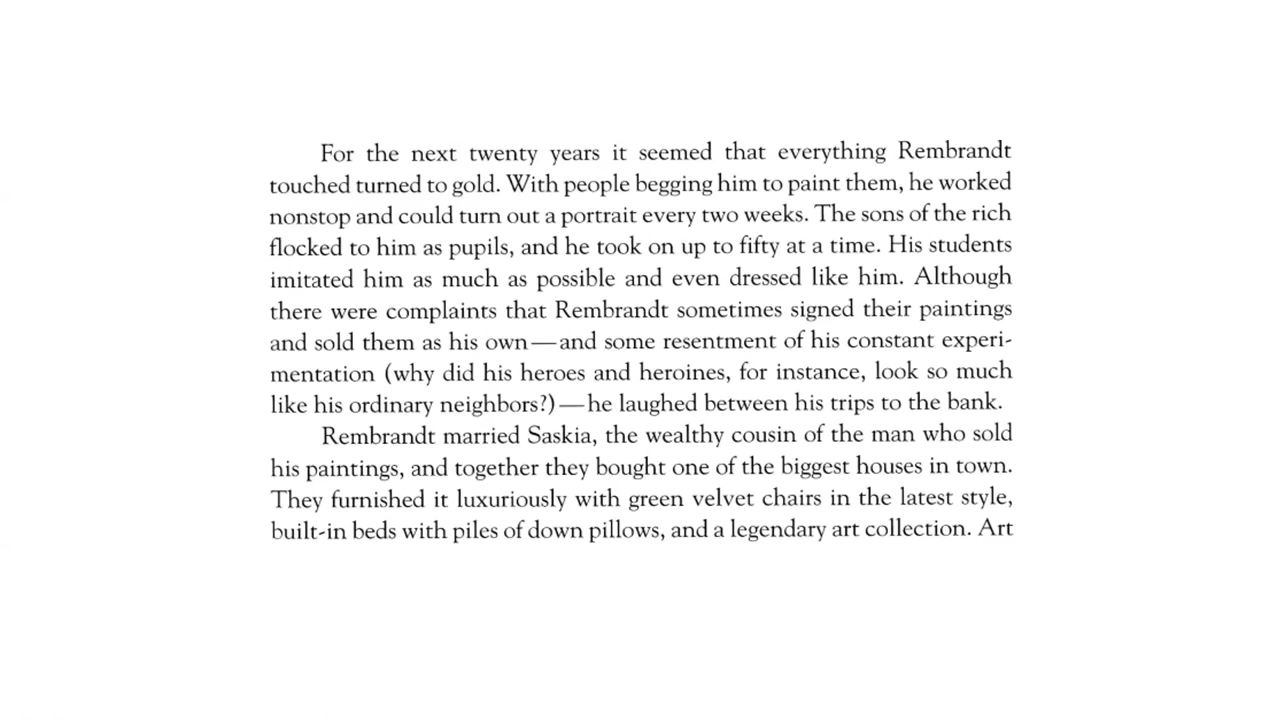 For the next twenty years it seemed that everything Rembrandt
touched turned to gold. With people begging him to paint them, he worked
nonstop and could turn out a portrait every two weeks. The sons of the rich
flocked to him as pupils, and he took on up to fifty at a time. His students
imitated him as much as possible and even dressed like him. Although
there were complaints that Rembrandt sometimes signed their paintings
and sold them as his own—and some resentment of his constant experi-
mentation (why did his heroes and heroines, for instance, look so much
like his ordinary neighbors?)—he laughed between his trips to the bank.
Rembrandt married Saskia, the wealthy cousin of the man who sold
his paintings, and together they bought one of the biggest houses in town.
They furnished it luxuriously with green velvet chairs in the latest style,
built-in beds with piles of down pillows, and a legendary art collection. Art